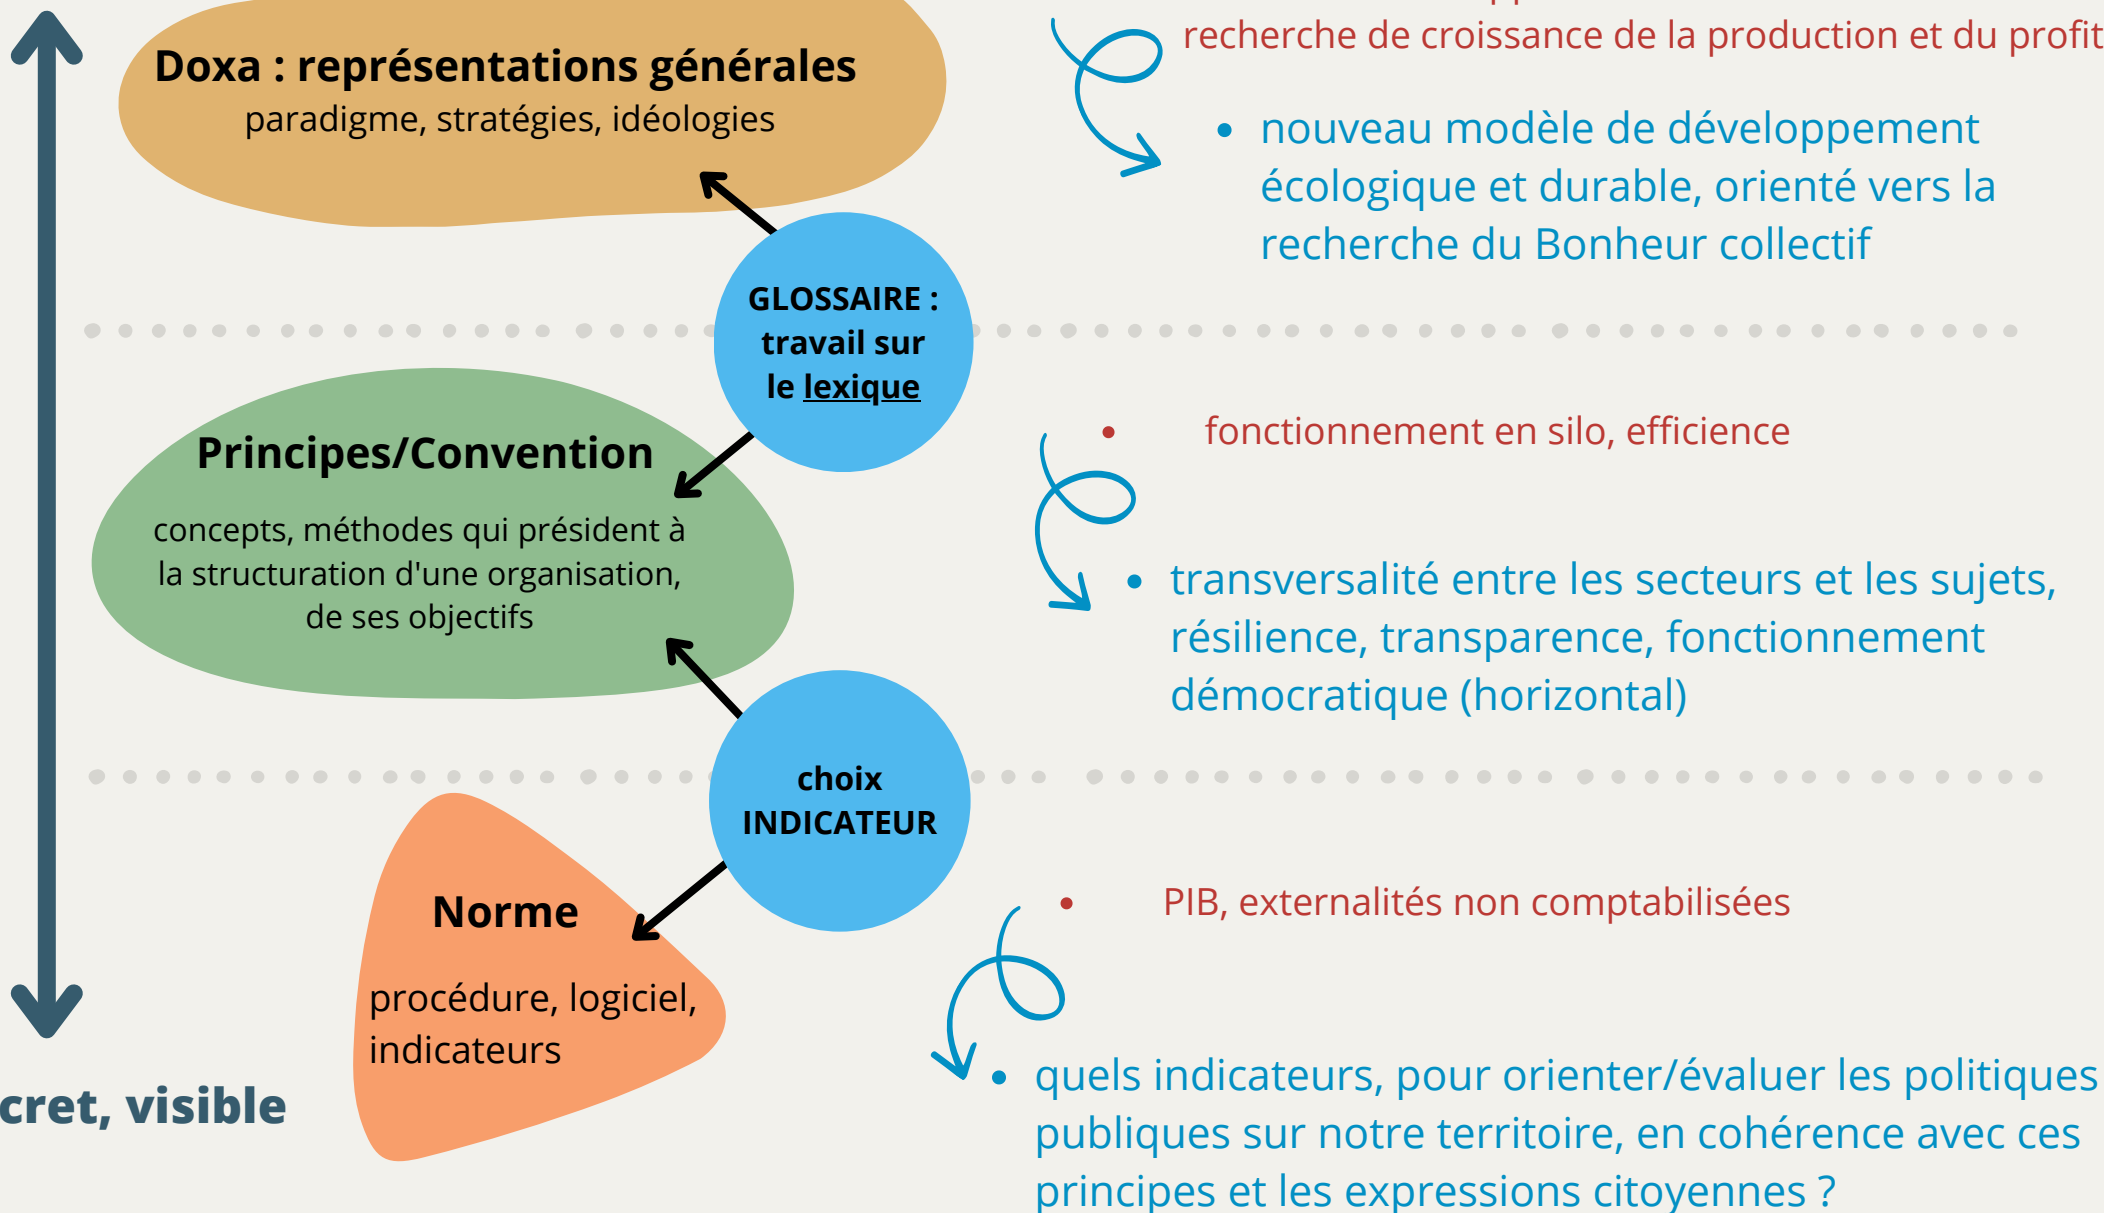 recherche de croissance de la production et du profit
Doxa : représentations générales
paradigme, stratégies, idéologies
• nouveau modèle de développement
écologique et durable, orienté vers la
recherche du Bonheur collectif
GLOSSAIRE :
travail sur
le lexique
Principes/Convention
concepts, méthodes qui président à
la structuration d'une organisation,
de ses objectifs
• fonctionnement en silo, efficience
• transversalité entre les secteurs et les sujets,
résilience, transparence, fonctionnement
démocratique (horizontal)
choix
INDICATEUR
Norme
procédure, logiciel,
indicateurs
• PIB, externalités non comptabilisées
• quels indicateurs, pour orienter/évaluer les politiques
publiques sur notre territoire, en cohérence avec ces
principes et les expressions citoyennes ?
cret, visible